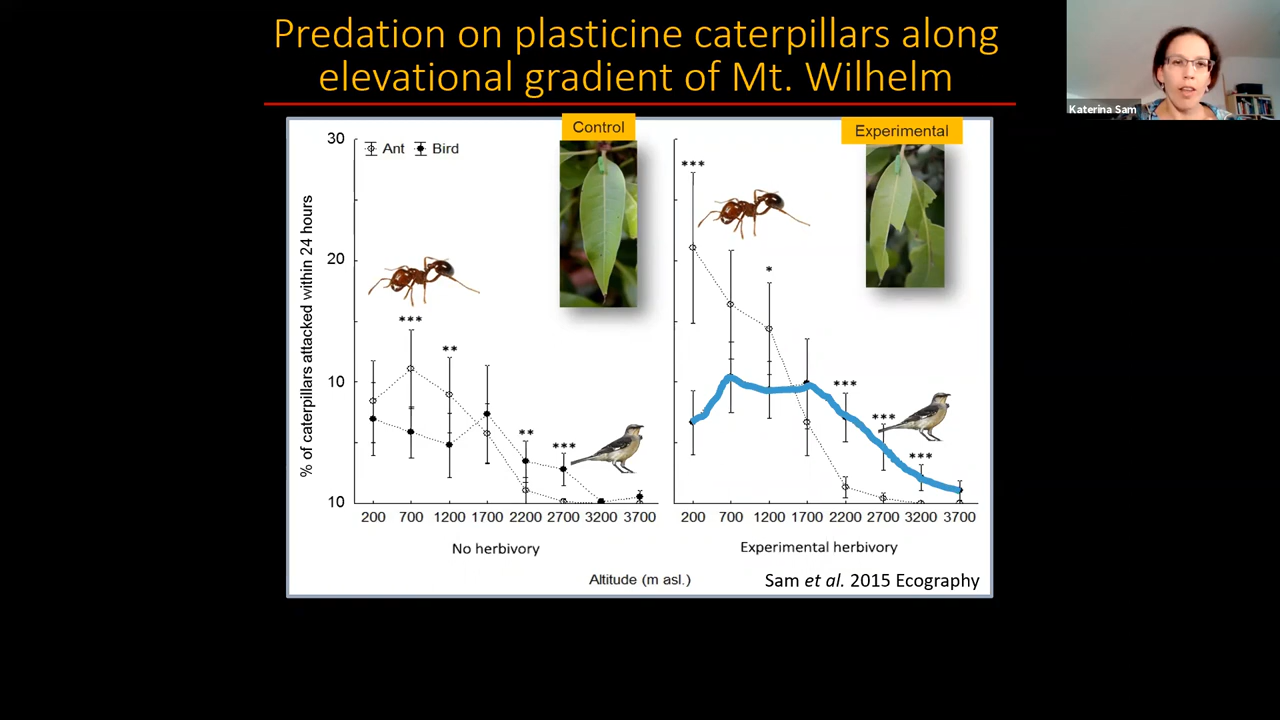 Predation on plasticine caterpillars along
elevational gradient of Mt. Wilhelm
Katerina Sam
Control
Experimental
Ant Bird
% of caterpillars attacked within 24 hours
30
20
10
10
***
**
**
***
***
*
***
***
***
200 700 1200 1700 2200 2700 3200 3700
200 700 1200 1700 2200 2700 3200 3700
No herbivory
Experimental herbivory
Altitude (m asl.)
Sam et al. 2015 Ecography